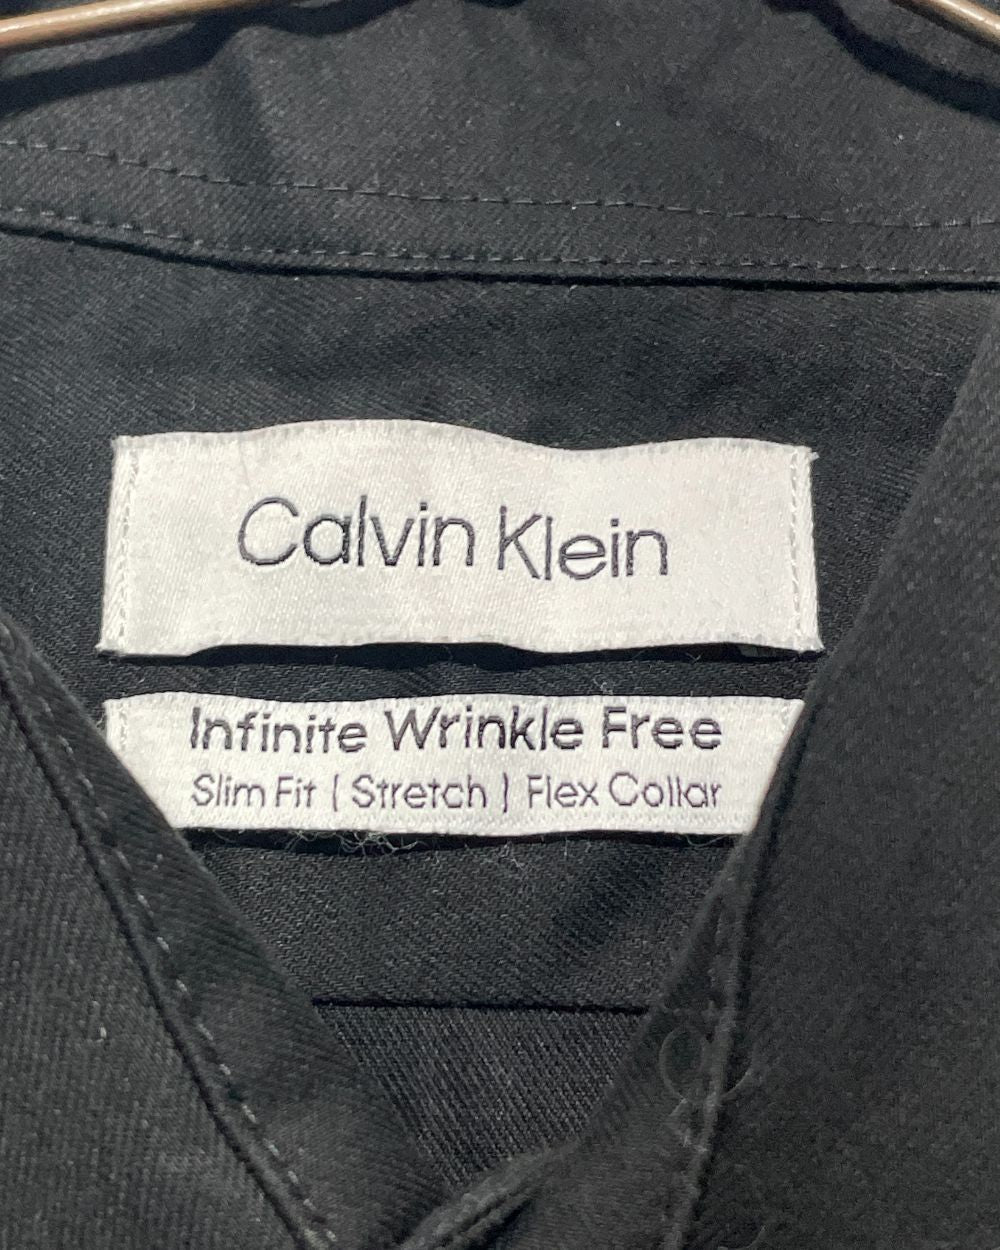 Calvin Klein
Infinite Wrinkle Free
Slim Fit | Stretch | Flex Collar